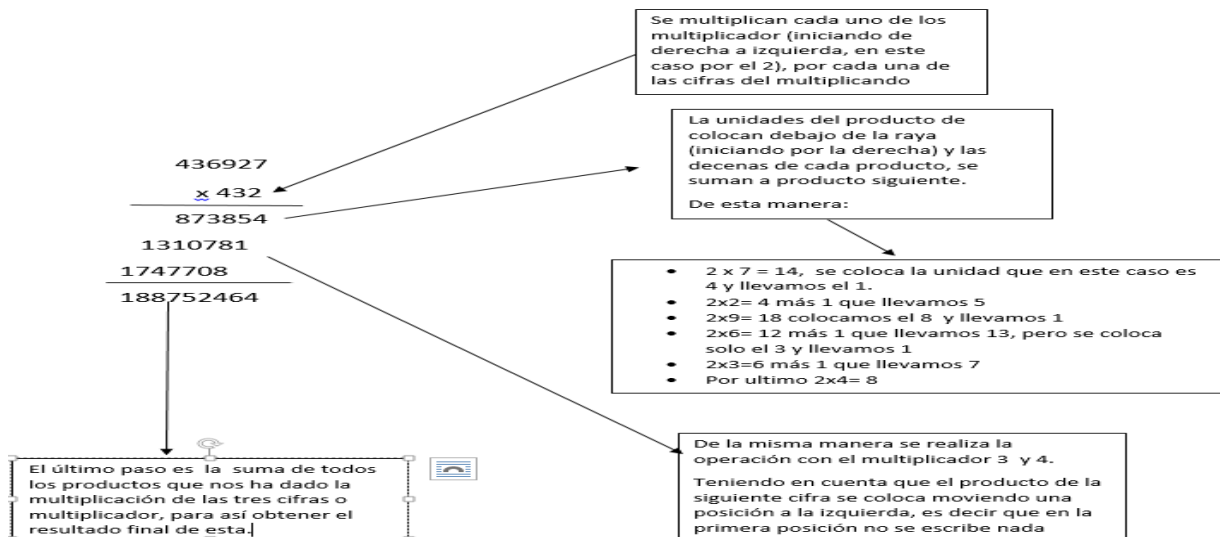 Se multiplican cada uno de los
multiplicador (iniciando de
derecha a izquierda, en este
caso por el 2), por cada una de
las cifras del multiplicando
La unidades del producto de
colocan debajo de la raya
(iniciando por la derecha) y las
decenas de cada producto, se
suman a producto siguiente.
De esta manera:
436927
x 432
873854
1310781
1747708
188752464
• 2 x 7 = 14, se coloca la unidad que en este caso es
4 y llevamos el 1.
• 2x2= 4 más 1 que llevamos 5
• 2x9= 18 colocamos el 8 y llevamos 1
• 2x6= 12 más 1 que llevamos 13, pero se coloca
solo el 3 y llevamos 1
• 2x3=6 más 1 que llevamos 7
• Por ultimo 2x4= 8
De la misma manera se realiza la
operación con el multiplicador 3 y 4.
Teniendo en cuenta que el producto de la
siguiente cifra se coloca moviendo una
posición a la izquierda, es decir que en la
primera posición no se escribe nada
El último paso es la suma de todos
los productos que nos ha dado la
multiplicación de las tres cifras o
multiplicador, para así obtener el
resultado final de esta.